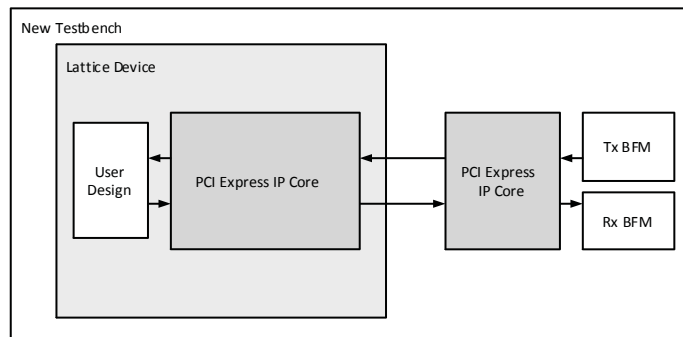 New Testbench
Lattice Device
User
Design
PCI Express IP Core
PCI Express
IP Core
Tx BFM
Rx BFM